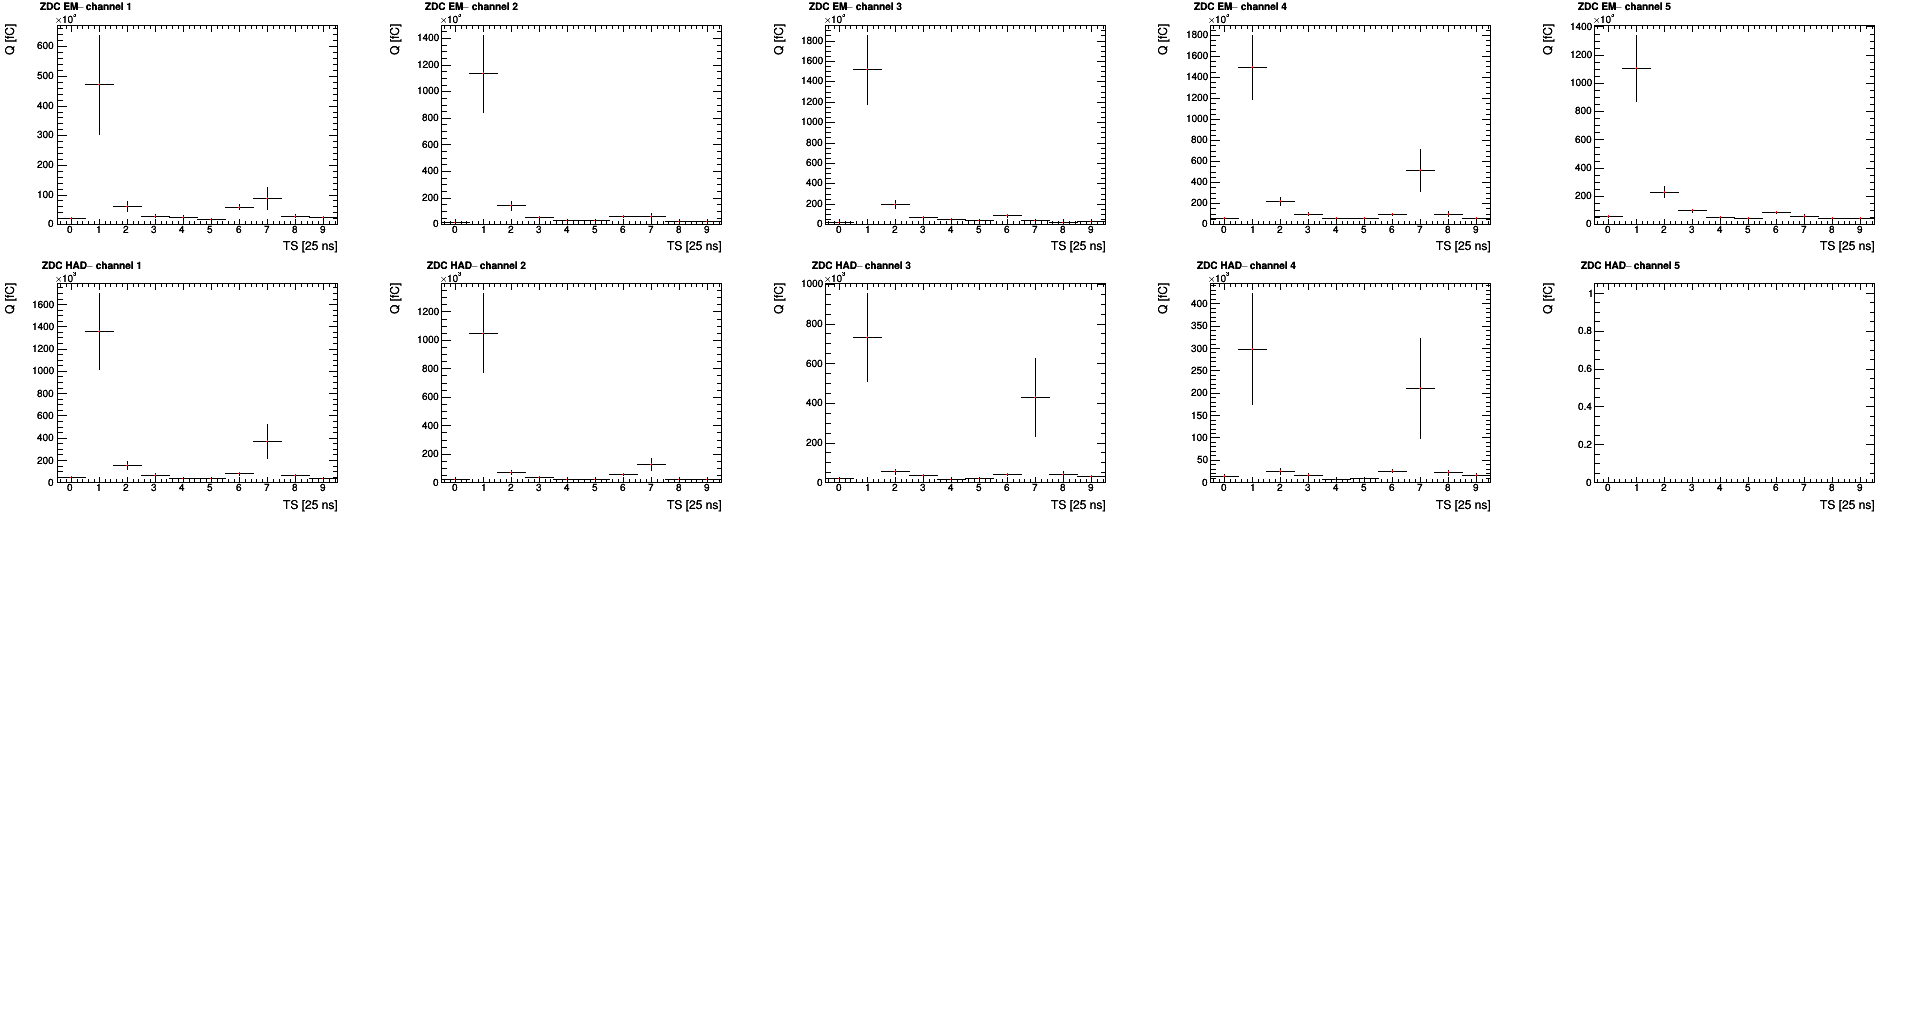 ZDC EM– channel 1
×10³
Q [fC]
600
500
400
300
200
100
0
0 1 2 3 4 5 6 7 8 9
TS [25 ns]
ZDC EM– channel 2
×10³
Q [fC]
1400
1200
1000
800
600
400
200
0
0 1 2 3 4 5 6 7 8 9
TS [25 ns]
ZDC EM– channel 3
×10³
Q [fC]
1800
1600
1400
1200
1000
800
600
400
200
0
0 1 2 3 4 5 6 7 8 9
TS [25 ns]
ZDC EM– channel 4
×10³
Q [fC]
1800
1600
1400
1200
1000
800
600
400
200
0
0 1 2 3 4 5 6 7 8 9
TS [25 ns]
ZDC EM– channel 5
×10³
Q [fC]
1400
1200
1000
800
600
400
200
0
0 1 2 3 4 5 6 7 8 9
TS [25 ns]
ZDC HAD– channel 1
×10³
Q [fC]
1600
1400
1200
1000
800
600
400
200
0
0 1 2 3 4 5 6 7 8 9
TS [25 ns]
ZDC HAD– channel 2
×10³
Q [fC]
1200
1000
800
600
400
200
0
0 1 2 3 4 5 6 7 8 9
TS [25 ns]
ZDC HAD– channel 3
×10³
Q [fC]
1000
800
600
400
200
0
0 1 2 3 4 5 6 7 8 9
TS [25 ns]
ZDC HAD– channel 4
×10³
Q [fC]
400
350
300
250
200
150
100
50
0
0 1 2 3 4 5 6 7 8 9
TS [25 ns]
ZDC HAD– channel 5
Q [fC]
1
0.8
0.6
0.4
0.2
0
0 1 2 3 4 5 6 7 8 9
TS [25 ns]